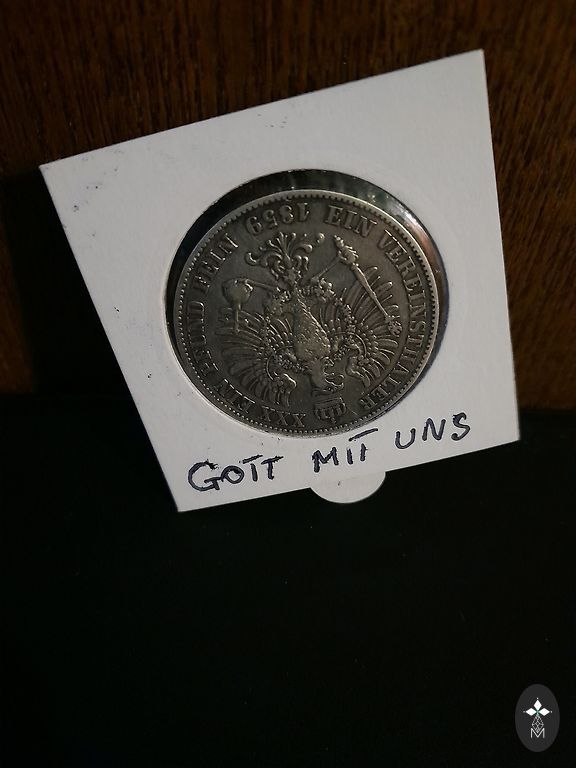 EIN VEREINSTHALER XXX EIN PFUND FEIN 1859
GOTT MIT UNS
M